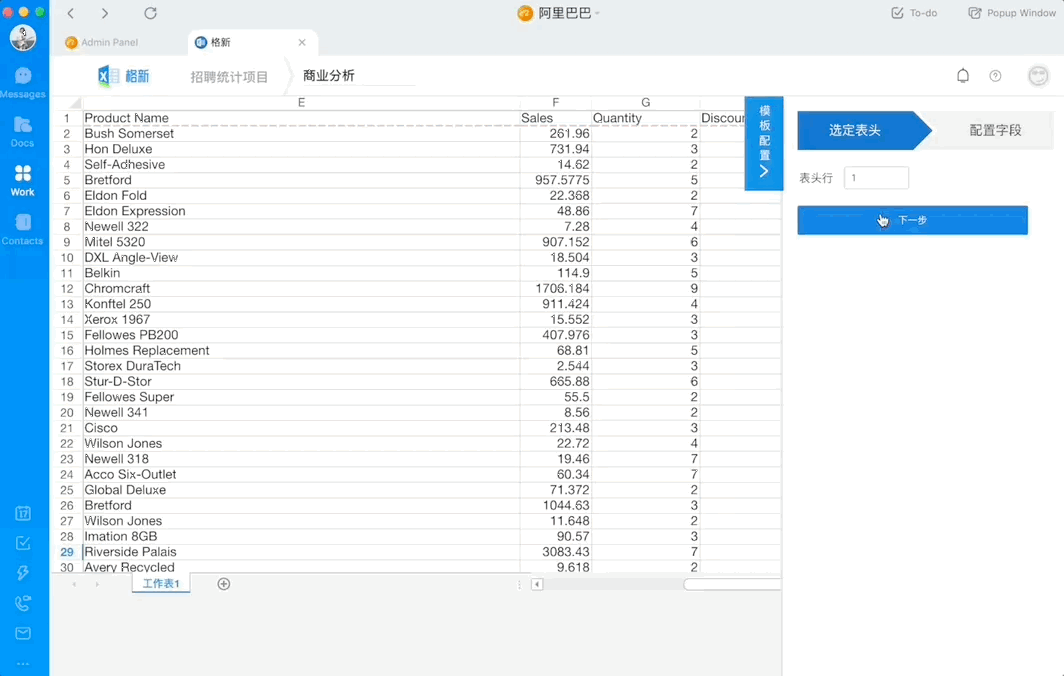 阿里巴巴
To-do
Popup Window
Admin Panel
格新
Messages
Docs
Work
Contacts
17
格新
招聘统计项目
商业分析
E F G
1 Product Name Sales Quantity Discoun
2 Bush Somerset 261.96 2
3 Hon Deluxe 731.94 3
4 Self-Adhesive 14.62 2
5 Bretford 957.5775 5
6 Eldon Fold 22.368 2
7 Eldon Expression 48.86 7
8 Newell 322 7.28 4
9 Mitel 5320 907.152 6
10 DXL Angle-View 18.504 3
11 Belkin 114.9 5
12 Chromcraft 1706.184 9
13 Konftel 250 911.424 4
14 Xerox 1967 15.552 3
15 Fellowes PB200 407.976 3
16 Holmes Replacement 68.81 5
17 Storex DuraTech 2.544 3
18 Stur-D-Stor 665.88 6
19 Fellowes Super 55.5 2
20 Newell 341 8.56 2
21 Cisco 213.48 3
22 Wilson Jones 22.72 4
23 Newell 318 19.46 7
24 Acco Six-Outlet 60.34 7
25 Global Deluxe 71.372 2
26 Bretford 1044.63 3
27 Wilson Jones 11.648 2
28 Imation 8GB 90.57 3
29 Riverside Palais 3083.43 7
30 Avery Recycled 9.618 2
工作表1
模板配置
选定表头
配置字段
表头行 1
下一步